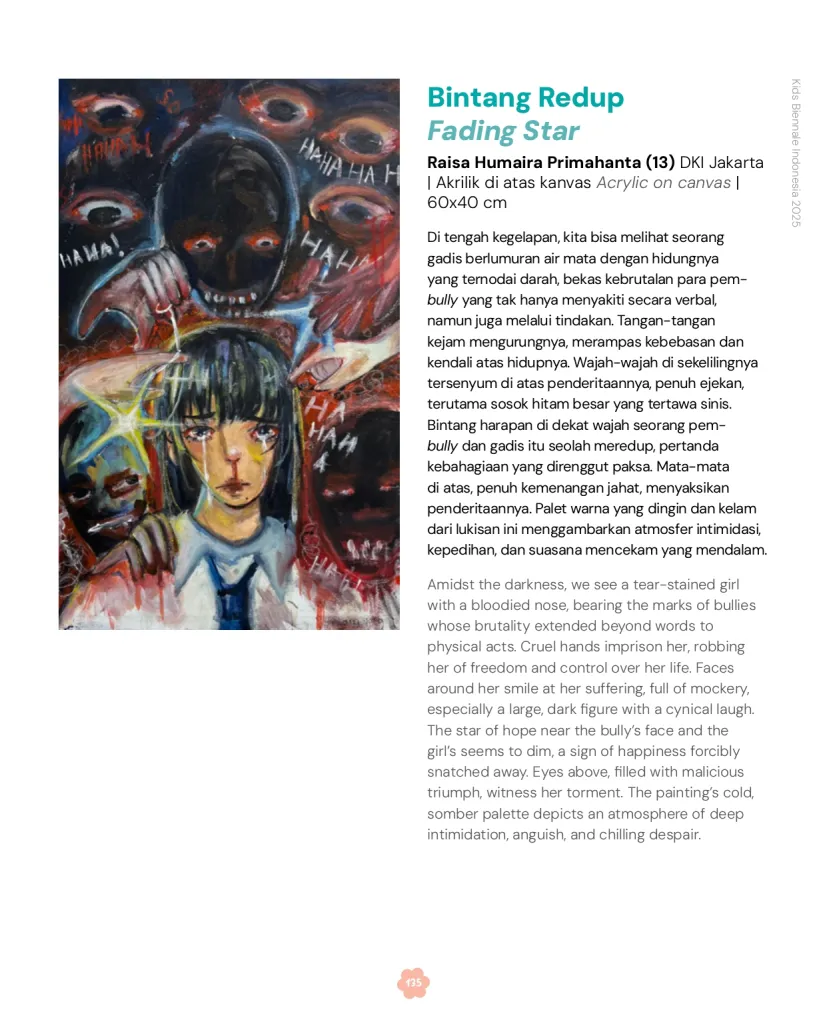 Bintang Redup
Fading Star
Raisa Humaira Primahanta (13) DKI Jakarta
| Akrilik di atas kanvas Acrylic on canvas |
60x40 cm
Di tengah kegelapan, kita bisa melihat seorang
gadis berlumuran air mata dengan hidungnya
yang ternodai darah, bekas kebrutalan para pem-
bully yang tak hanya menyakiti secara verbal,
namun juga melalui tindakan. Tangan-tangan
kejam mengurungnya, merampas kebebasan dan
kendali atas hidupnya. Wajah-wajah di sekelilingnya
tersenyum di atas penderitaannya, penuh ejekan,
terutama sosok hitam besar yang tertawa sinis.
Bintang harapan di dekat wajah seorang pem-
bully dan gadis itu seolah meredup, pertanda
kebahagiaan yang direnggut paksa. Mata-mata
di atas, penuh kemenangan jahat, menyaksikan
penderitaannya. Palet warna yang dingin dan kelam
dari lukisan ini menggambarkan atmosfer intimidasi,
kepedihan, dan suasana mencekam yang mendalam.
Amidst the darkness, we see a tear-stained girl
with a bloodied nose, bearing the marks of bullies
whose brutality extended beyond words to
physical acts. Cruel hands imprison her, robbing
her of freedom and control over her life. Faces
around her smile at her suffering, full of mockery,
especially a large, dark figure with a cynical laugh.
The star of hope near the bully's face and the
girl's seems to dim, a sign of happiness forcibly
snatched away. Eyes above, filled with malicious
triumph, witness her torment. The painting's cold,
somber palette depicts an atmosphere of deep
intimidation, anguish, and chilling despair.
Kids Biennale Indonesia 2025
HAHA HA H
HAHA!
HAHA
HA
HAH
135